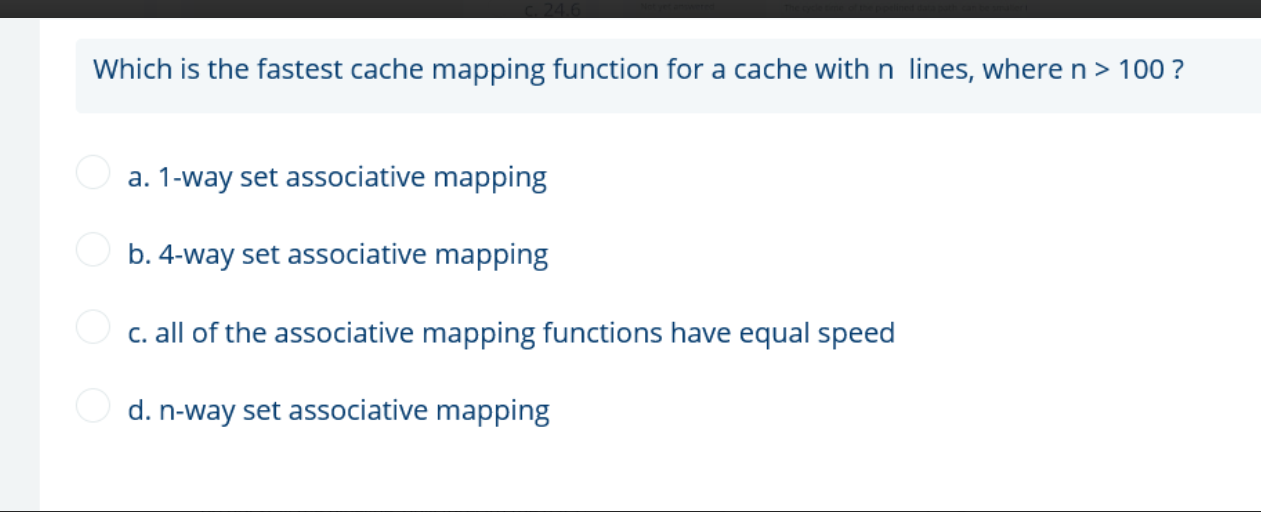 c. 24.6
Which is the fastest cache mapping function for a cache with n lines, where n > 100 ?
a. 1-way set associative mapping
b. 4-way set associative mapping
c. all of the associative mapping functions have equal speed
d. n-way set associative mapping